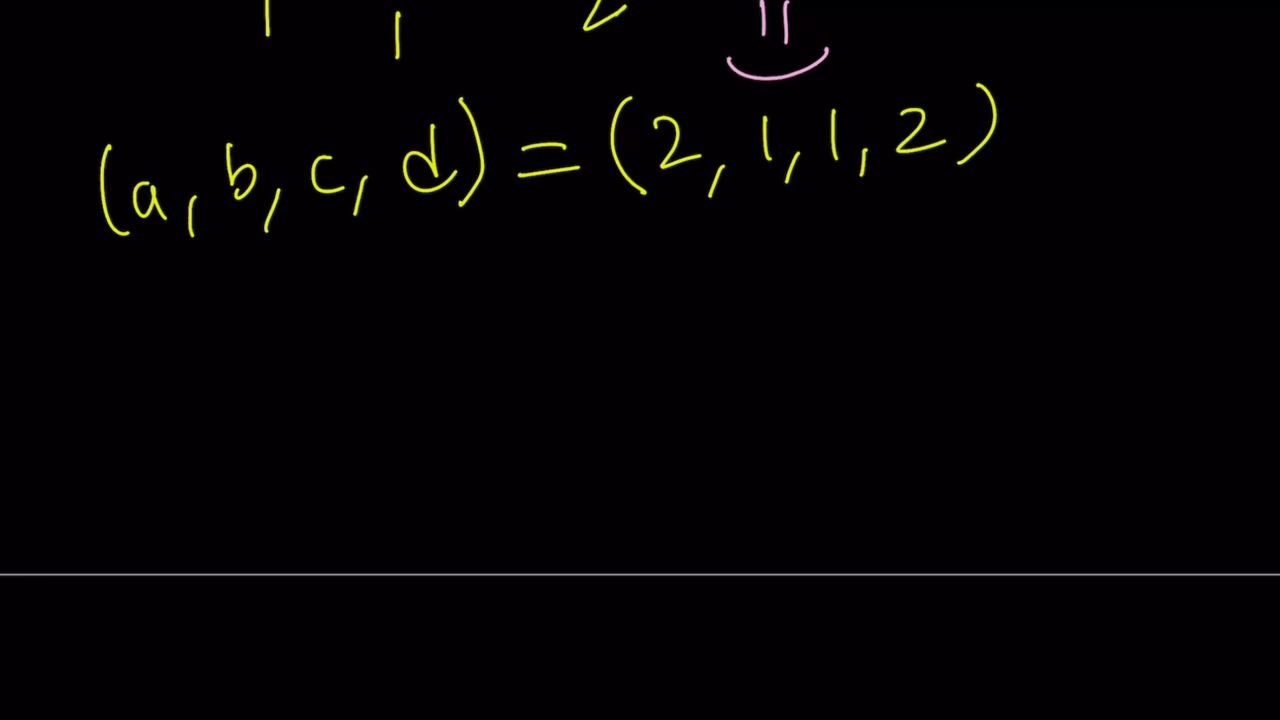 (a, b, c, d) = (2, 1, 1, 2)